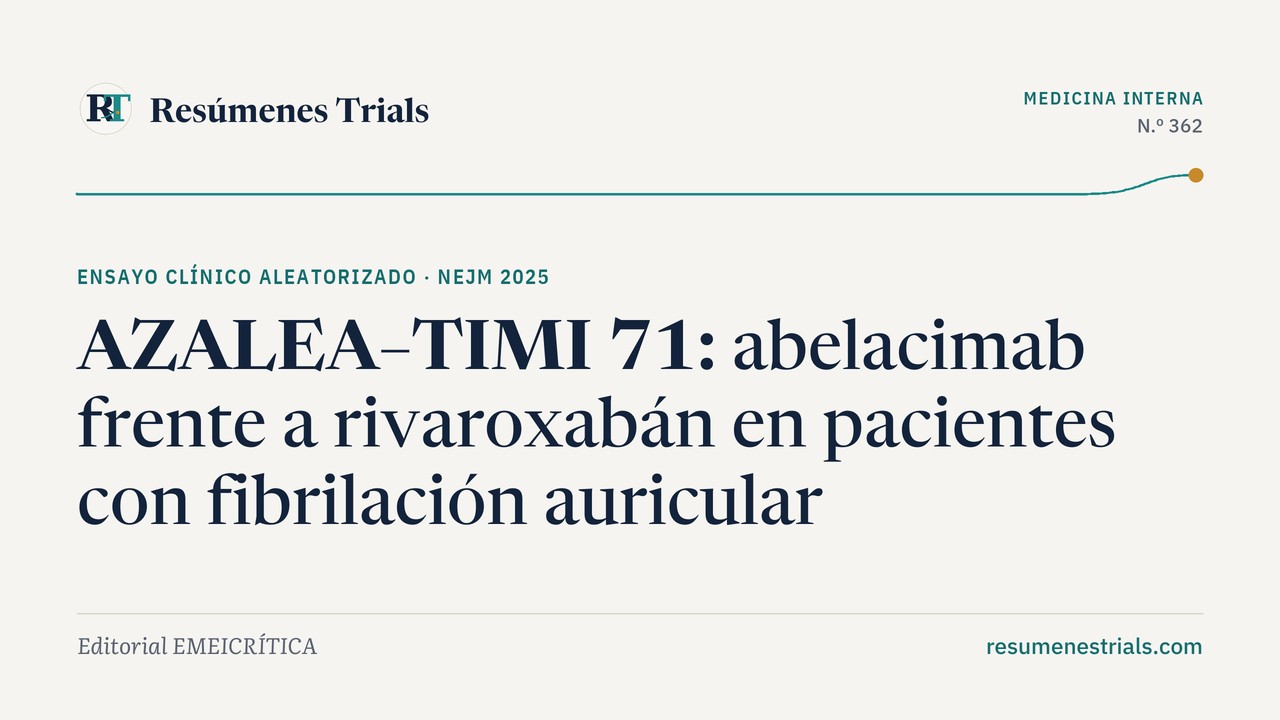 RT Resúmenes Trials
MEDICINA INTERNA
N.º 362
ENSAYO CLÍNICO ALEATORIZADO · NEJM 2025
AZALEA–TIMI 71: abelacimab
frente a rivaroxabán en pacientes
con fibrilación auricular
Editorial EMEICRÍTICA
resumenestrials.com